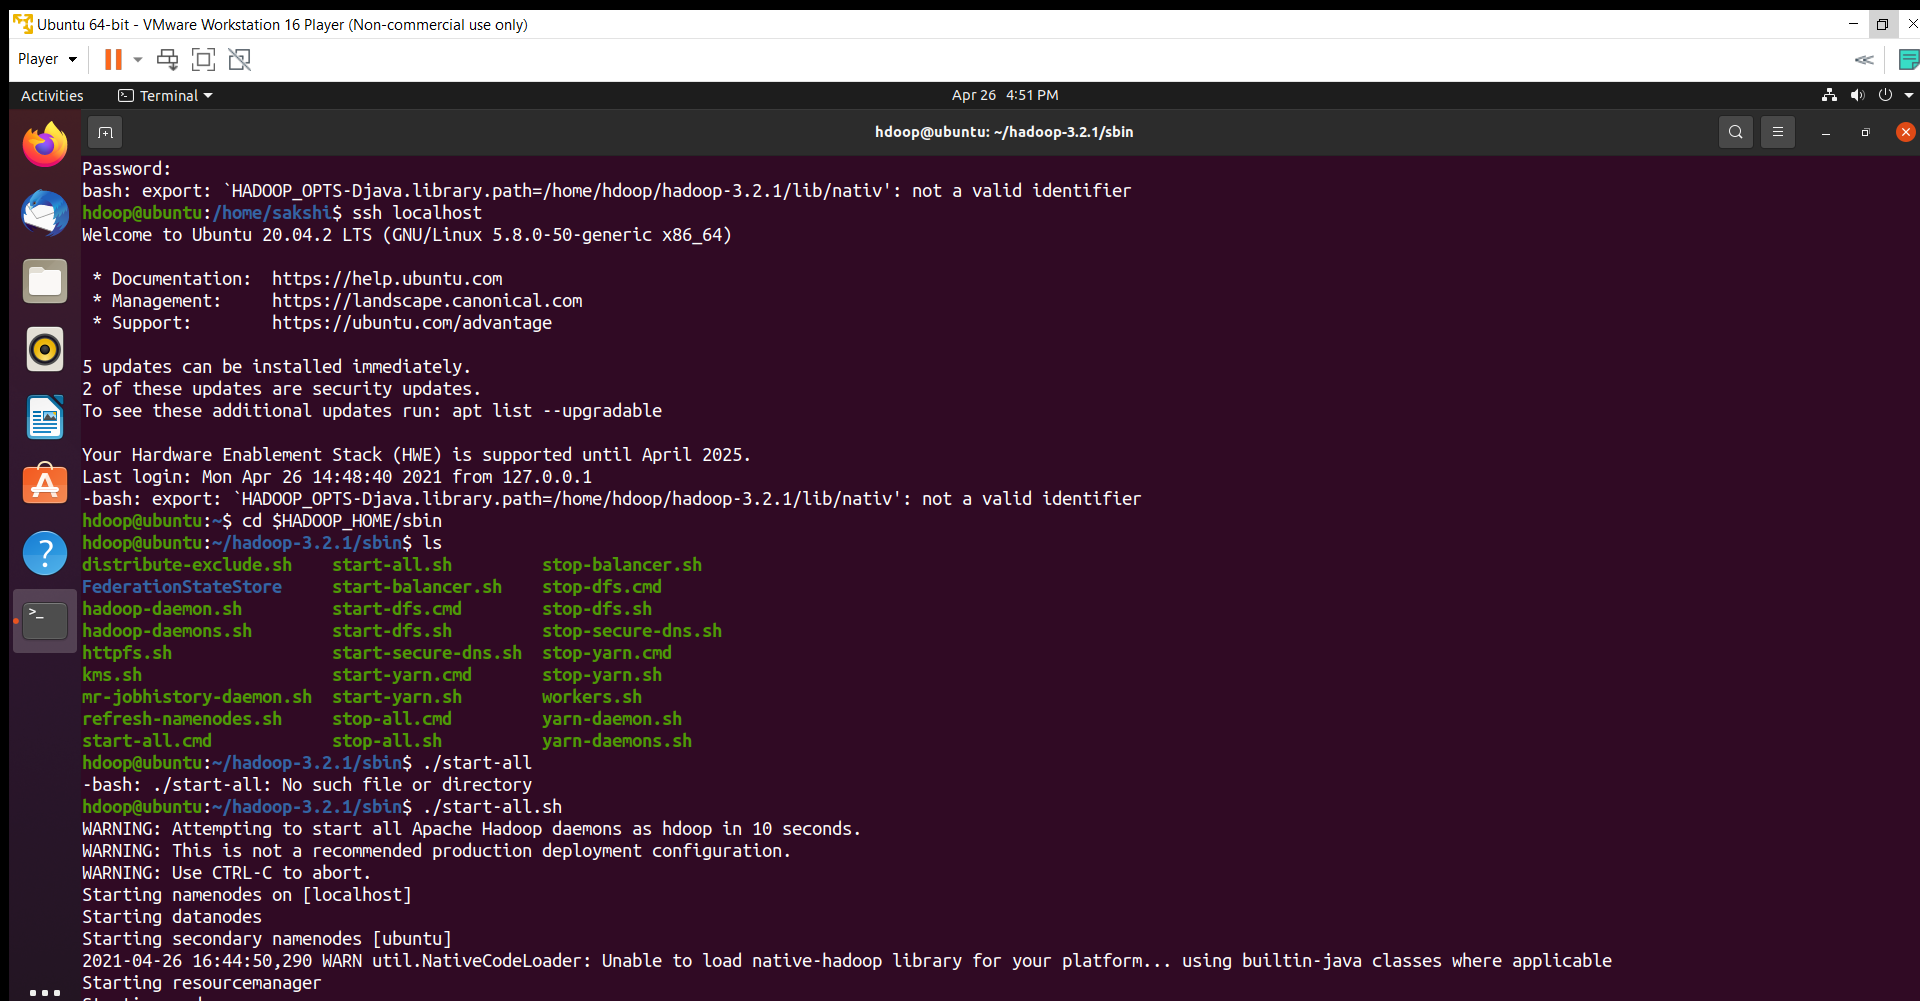 Ubuntu 64-bit - VMware Workstation 16 Player (Non-commercial use only)
Player
Activities Terminal Apr 26 4:51 PM
hdoop@ubuntu: ~/hadoop-3.2.1/sbin
Password:
bash: export: `HADOOP_OPTS-Djava.library.path=/home/hdoop/hadoop-3.2.1/lib/nativ': not a valid identifier
hdoop@ubuntu:/home/sakshi$ ssh localhost
Welcome to Ubuntu 20.04.2 LTS (GNU/Linux 5.8.0-50-generic x86_64)
* Documentation:  https://help.ubuntu.com
* Management:     https://landscape.canonical.com
* Support:        https://ubuntu.com/advantage
5 updates can be installed immediately.
2 of these updates are security updates.
To see these additional updates run: apt list --upgradable
Your Hardware Enablement Stack (HWE) is supported until April 2025.
Last login: Mon Apr 26 14:48:40 2021 from 127.0.0.1
-bash: export: `HADOOP_OPTS-Djava.library.path=/home/hdoop/hadoop-3.2.1/lib/nativ': not a valid identifier
hdoop@ubuntu:~$ cd $HADOOP_HOME/sbin
hdoop@ubuntu:~/hadoop-3.2.1/sbin$ ls
distribute-exclude.sh    start-all.sh         stop-balancer.sh
FederationStateStore     start-balancer.sh    stop-dfs.cmd
hadoop-daemon.sh         start-dfs.cmd        stop-dfs.sh
hadoop-daemons.sh        start-dfs.sh         stop-secure-dns.sh
httpfs.sh                start-secure-dns.sh  stop-yarn.cmd
kms.sh                   start-yarn.cmd       stop-yarn.sh
mr-jobhistory-daemon.sh  start-yarn.sh        workers.sh
refresh-namenodes.sh     stop-all.cmd         yarn-daemon.sh
start-all.cmd            stop-all.sh          yarn-daemons.sh
hdoop@ubuntu:~/hadoop-3.2.1/sbin$ ./start-all
-bash: ./start-all: No such file or directory
hdoop@ubuntu:~/hadoop-3.2.1/sbin$ ./start-all.sh
WARNING: Attempting to start all Apache Hadoop daemons as hdoop in 10 seconds.
WARNING: This is not a recommended production deployment configuration.
WARNING: Use CTRL-C to abort.
Starting namenodes on [localhost]
Starting datanodes
Starting secondary namenodes [ubuntu]
2021-04-26 16:44:50,290 WARN util.NativeCodeLoader: Unable to load native-hadoop library for your platform... using builtin-java classes where applicable
Starting resourcemanager